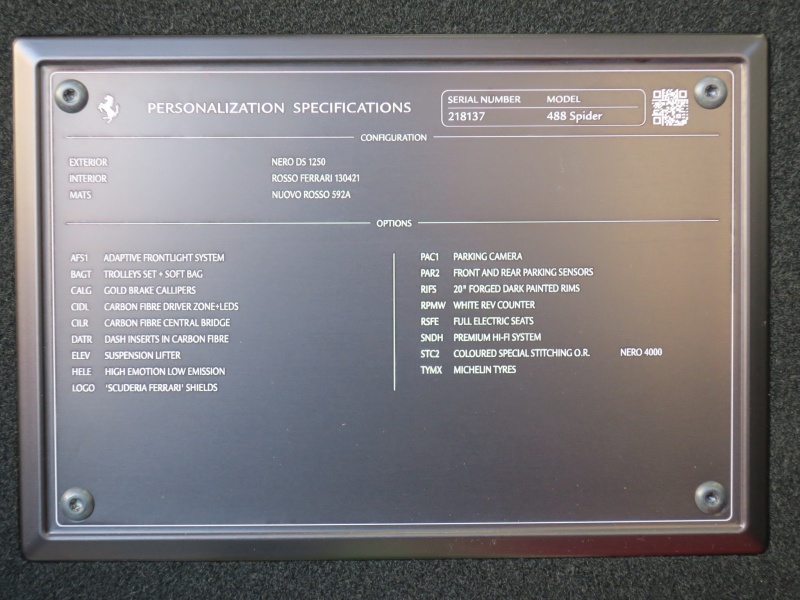 PERSONALIZATION SPECIFICATIONS
SERIAL NUMBER MODEL
218137 488 Spider
CONFIGURATION
EXTERIOR NERO DS 1250
INTERIOR ROSSO FERRARI 130421
MATS NUOVO ROSSO 592A
OPTIONS
AFS1 ADAPTIVE FRONTLIGHT SYSTEM
BAGT TROLLEYS SET + SOFT BAG
CALG GOLD BRAKE CALLIPERS
CIDL CARBON FIBRE DRIVER ZONE+LEDS
CILR CARBON FIBRE CENTRAL BRIDGE
DATR DASH INSERTS IN CARBON FIBRE
ELEV SUSPENSION LIFTER
HELE HIGH EMOTION LOW EMISSION
LOGO 'SCUDERIA FERRARI' SHIELDS
PAC1 PARKING CAMERA
PAR2 FRONT AND REAR PARKING SENSORS
RIFS 20" FORGED DARK PAINTED RIMS
RPMW WHITE REV COUNTER
RSFE FULL ELECTRIC SEATS
SNDH PREMIUM HI-FI SYSTEM
STC2 COLOURED SPECIAL STITCHING O.R. NERO 4000
TYMX MICHELIN TYRES